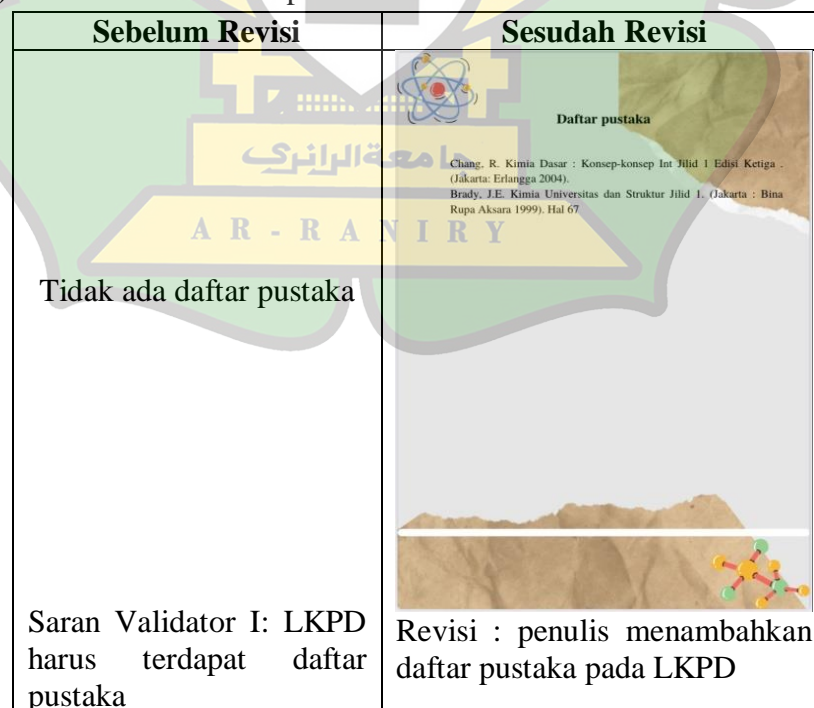 Sebelum Revisi
Sesudah Revisi
Tidak ada daftar pustaka
Saran Validator I: LKPD
harus terdapat daftar
pustaka
Daftar pustaka
Chang, R. Kimia Dasar : Konsep-konsep Int Jilid 1 Edisi Ketiga .
(Jakarta: Erlangga 2004).
Brady, J.E. Kimia Universitas dan Struktur Jilid 1. (Jakarta : Bina
Rupa Aksara 1999). Hal 67
Revisi : penulis menambahkan
daftar pustaka pada LKPD
جامعة الرانري
AR-RANIRY